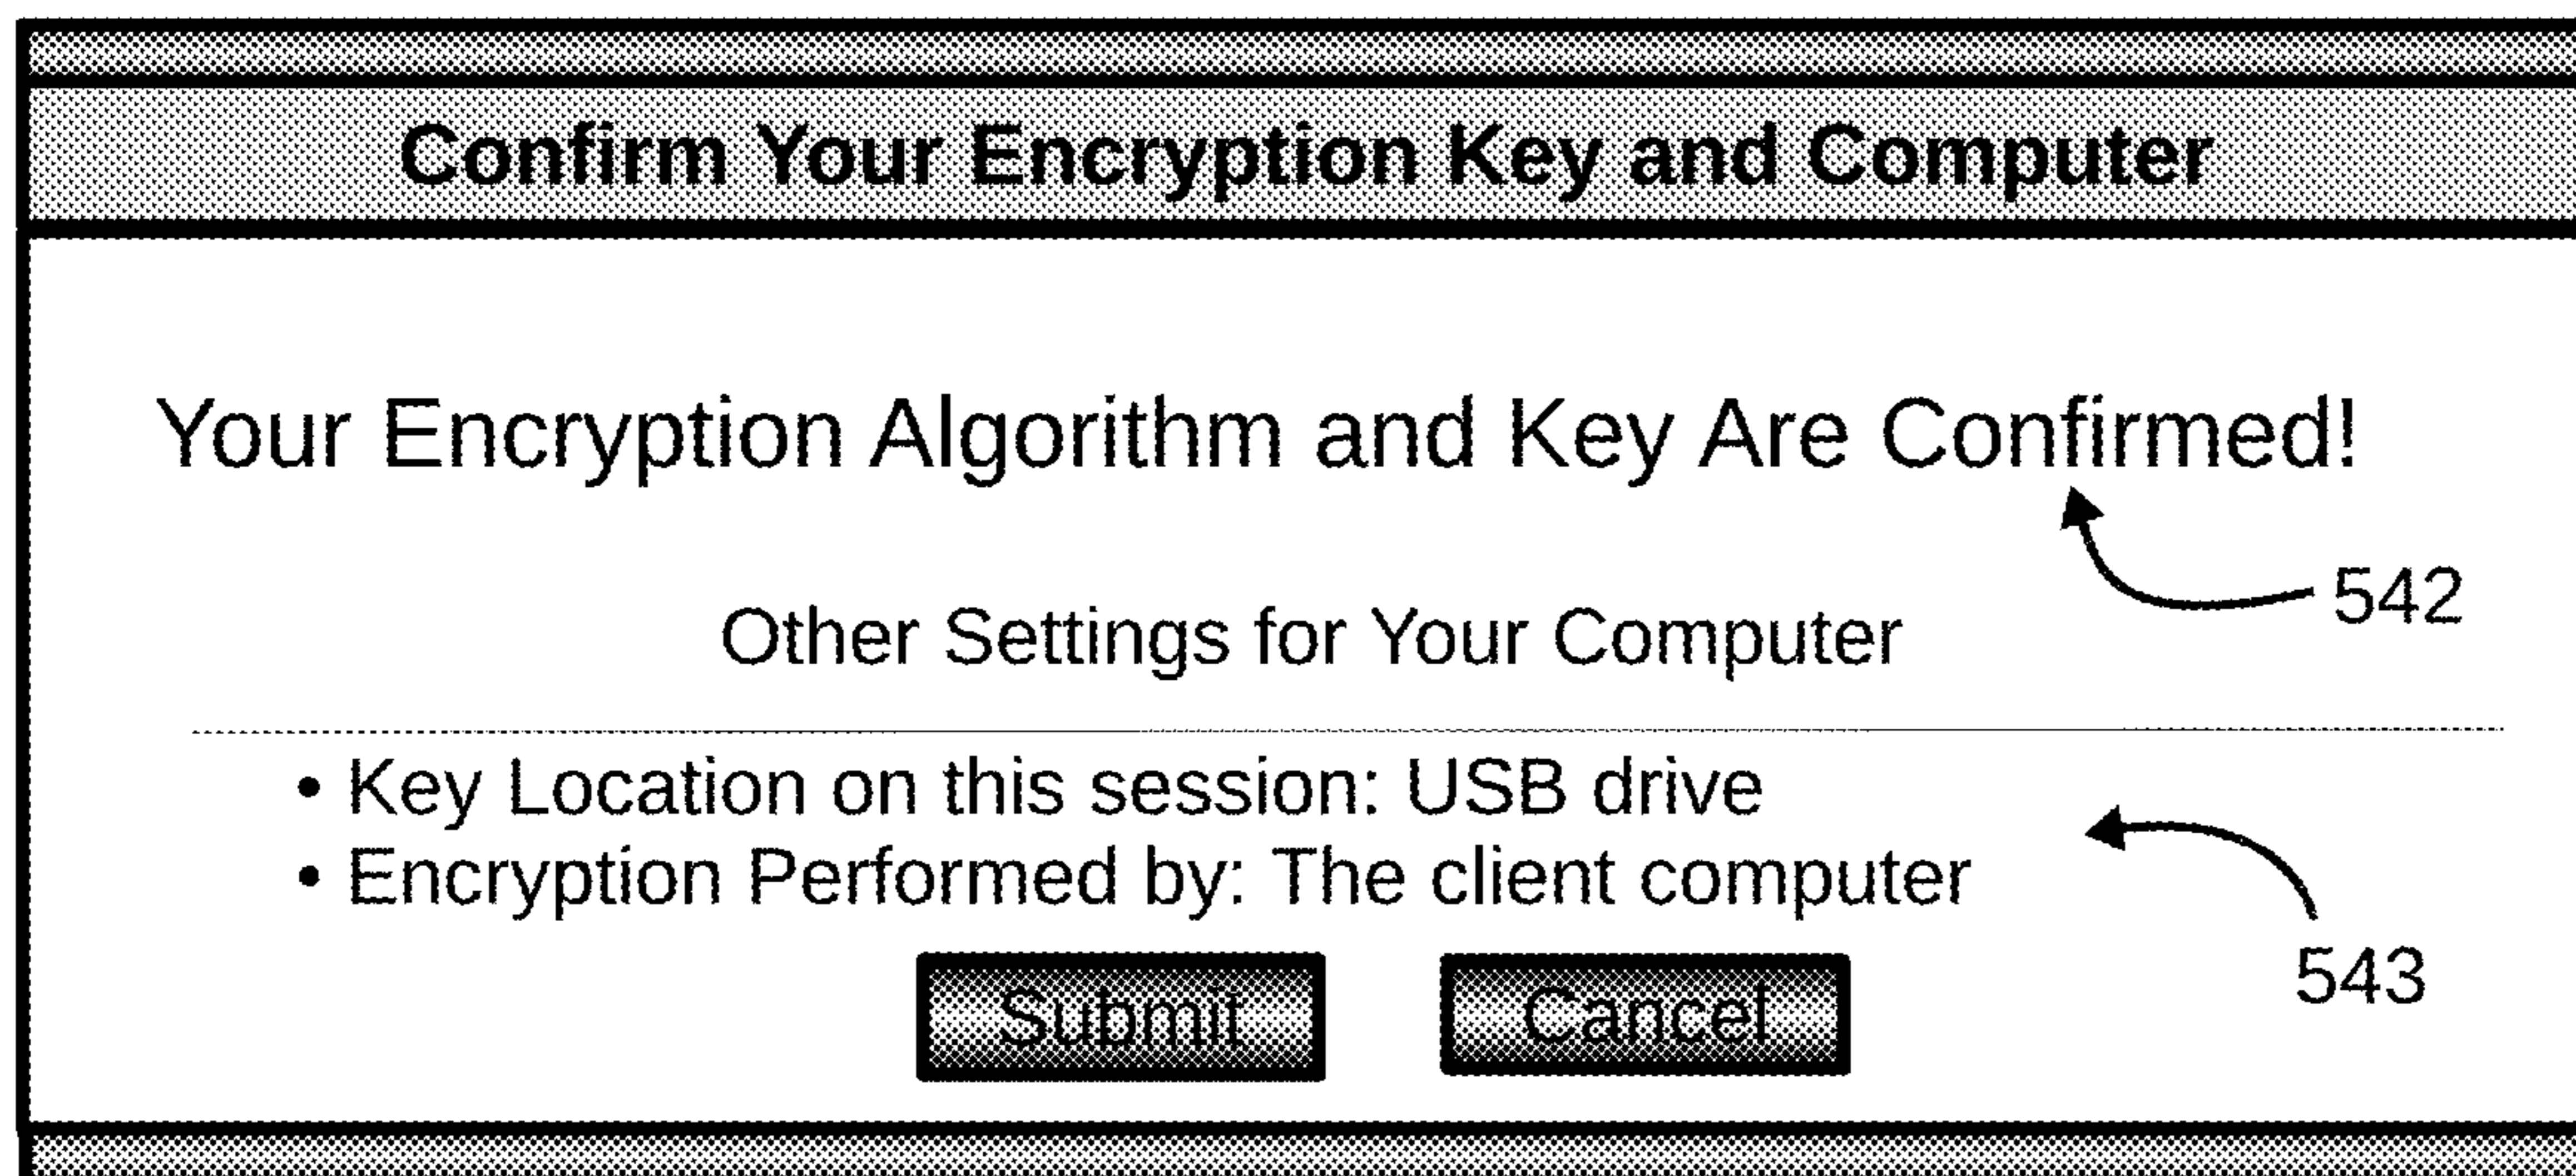 Confirm Your Encryption Key and Computer
Your Encryption Algorithm and Key Are Confirmed!
542
Other Settings for Your Computer
• Key Location on this session: USB drive
• Encryption Performed by: The client computer
543
Submit Cancel